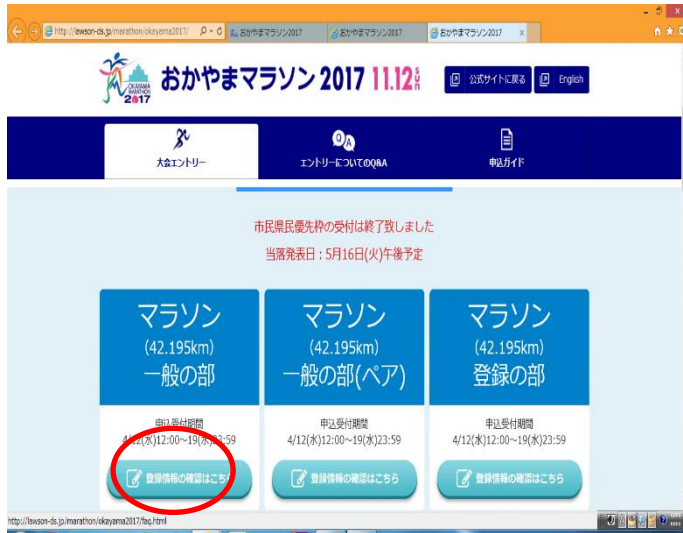 http://lawson-ds.jp/marathon/okayama2017/
おかやまマラソン2017
おかやまマラソン2017
おかやまマラソン2017
OKAYAMA
MARATHON
2017
おかやまマラソン 2017 11.12 SUN
公式サイトに戻る
English
大会エントリー
エントリーについてのQ&A
申込ガイド
市民県民優先枠の受付は終了致しました
当落発表日：5月16日(火)午後予定
マラソン
(42.195km)
一般の部
申込受付期間
4/12(水)12:00～19(水)23:59
登録情報の確認はこちら
マラソン
(42.195km)
一般の部(ペア)
申込受付期間
4/12(水)12:00～19(水)23:59
登録情報の確認はこちら
マラソン
(42.195km)
登録の部
申込受付期間
4/12(水)12:00～19(水)23:59
登録情報の確認はこちら
http://lawson-ds.jp/marathon/okayama2017/faq.html